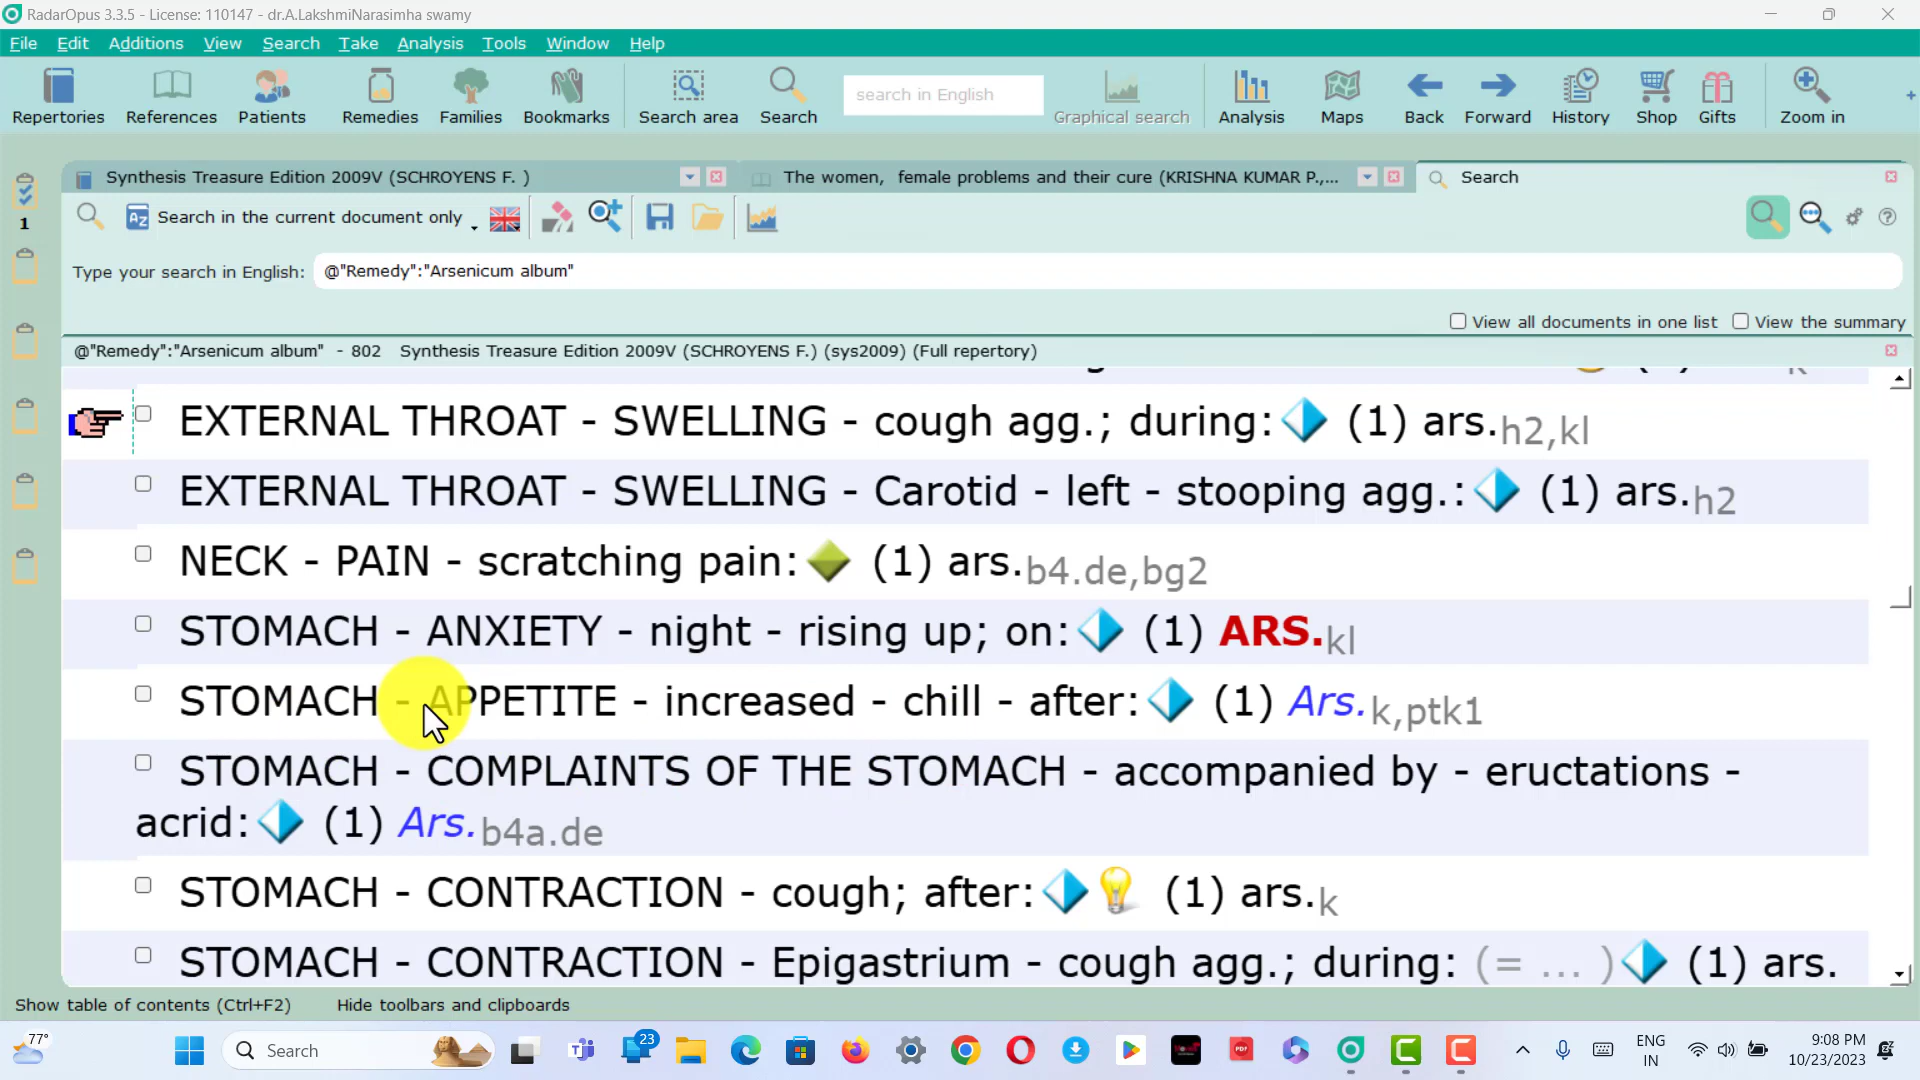 RadarOpus 3.3.5 - License: 110147 - dr.A.LakshmiNarasimha swamy
File Edit Additions View Search Take Analysis Tools Window Help
Repertories References Patients Remedies Families Bookmarks Search area Search search in English Graphical search Analysis Maps Back Forward History Shop Gifts Zoom in
Synthesis Treasure Edition 2009V (SCHROYENS F. ) The women, female problems and their cure (KRISHNA KUMAR P.,... Search
1
Search in the current document only
Type your search in English: @"Remedy":"Arsenicum album"
View all documents in one list View the summary
@"Remedy":"Arsenicum album" - 802 Synthesis Treasure Edition 2009V (SCHROYENS F.) (sys2009) (Full repertory)
EXTERNAL THROAT - SWELLING - cough agg.; during: (1) ars.h2,kl
EXTERNAL THROAT - SWELLING - Carotid - left - stooping agg.: (1) ars.h2
NECK - PAIN - scratching pain: (1) ars.b4.de,bg2
STOMACH - ANXIETY - night - rising up; on: (1) ARS.kl
STOMACH - APPETITE - increased - chill - after: (1) Ars.k,ptk1
STOMACH - COMPLAINTS OF THE STOMACH - accompanied by - eructations -
acrid: (1) Ars.b4a.de
STOMACH - CONTRACTION - cough; after: (1) ars.k
STOMACH - CONTRACTION - Epigastrium - cough agg.; during: (= ... ) (1) ars.
Show table of contents (Ctrl+F2) Hide toolbars and clipboards
77° Search 23 ENG
IN
9:08 PM
10/23/2023